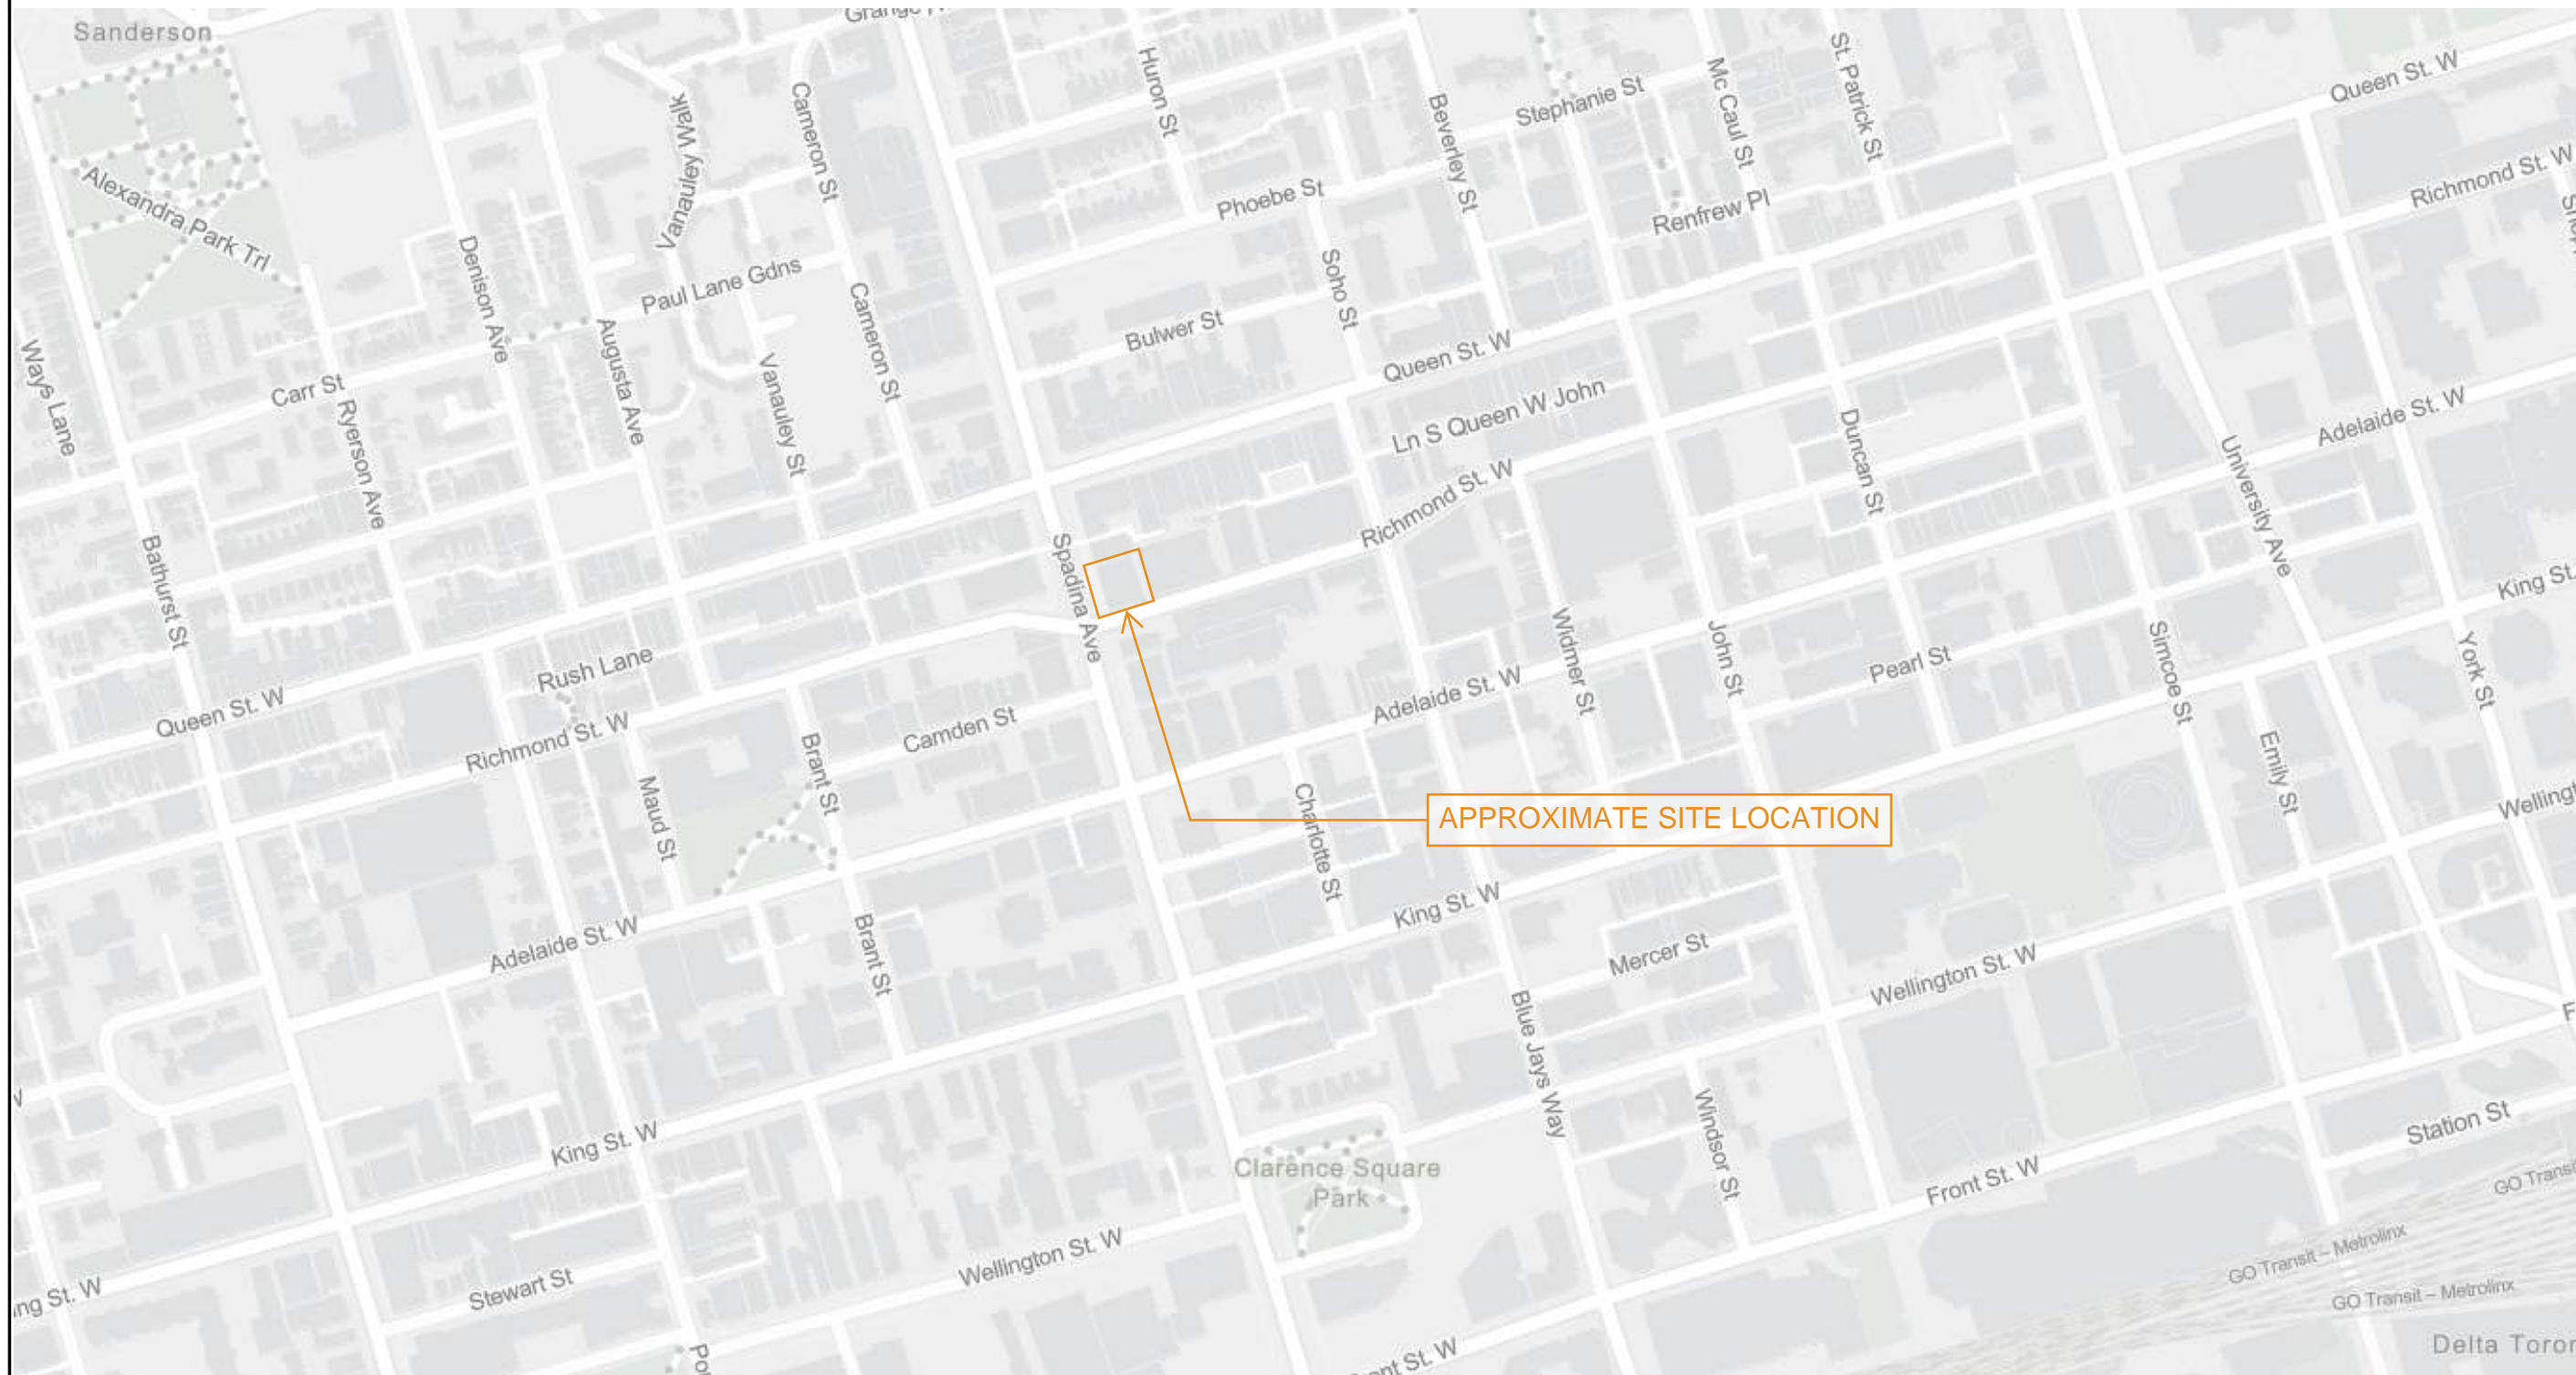 Sanderson
Huron St
Mc Caul St
St. Patrick St
Queen St. W
Cameron St
Vanauley Walk
Beverley St
Stephanie St
Richmond St. W
Alexandra Park Trl
Phoebe St
Renfrew Pl
Denison Ave
Paul Lane Gdns
Soho St
Cameron St
Bulwer St
Augusta Ave
Ways Lane
Carr St
Ryerson Ave
Vanauley St
Queen St. W
Ln S Queen W John
Duncan St
Adelaide St. W
University Ave
Richmond St. W
Bathurst St
Spadina Ave
King St.
Rush Lane
Widmer St
John St
Pearl St
Simcoe St
York St
Queen St. W
Richmond St. W
Camden St
Adelaide St. W
Brant St
Maud St
Charlotte St
Emily St
APPROXIMATE SITE LOCATION
Adelaide St. W
Brant St
King St. W
Mercer St
Wellington St. W
Blue Jays Way
King St. W
Windsor St
Station St
Clarence Square
Park
Front St. W
Wellington St. W
Stewart St
GO Transit – Metrolinx
GO Transit – Metrolinx